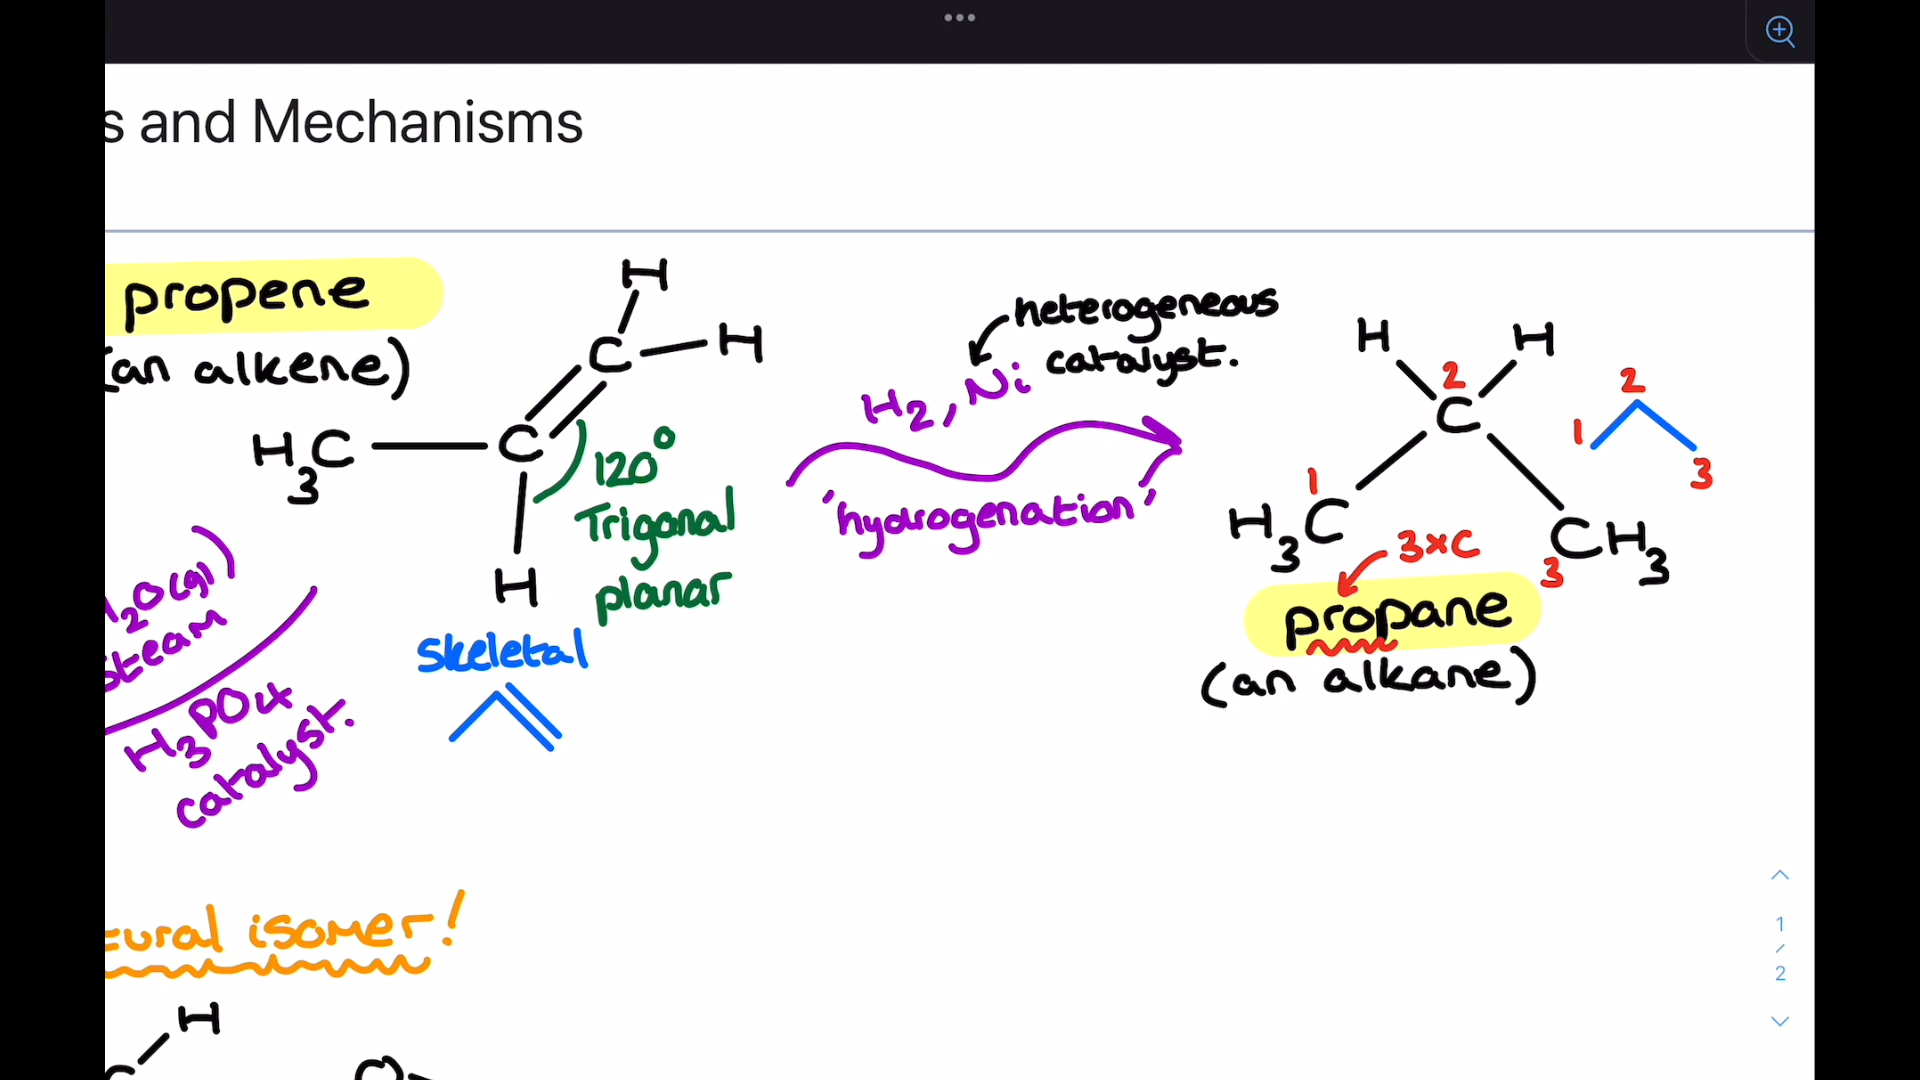 s and Mechanisms
propene
(an alkene)
H
C
H
H3C
C
H
120°
Trigonal
planar
heterogeneous
catalyst.
H2, Ni
'hydrogenation'
H
H
2
C
1
H3C
CH3
3
3×C
1
2
3
propane
(an alkane)
2O(g)
steam
H3PO4
catalyst.
skeletal
tural isomer!
H
C
O
1
/
2